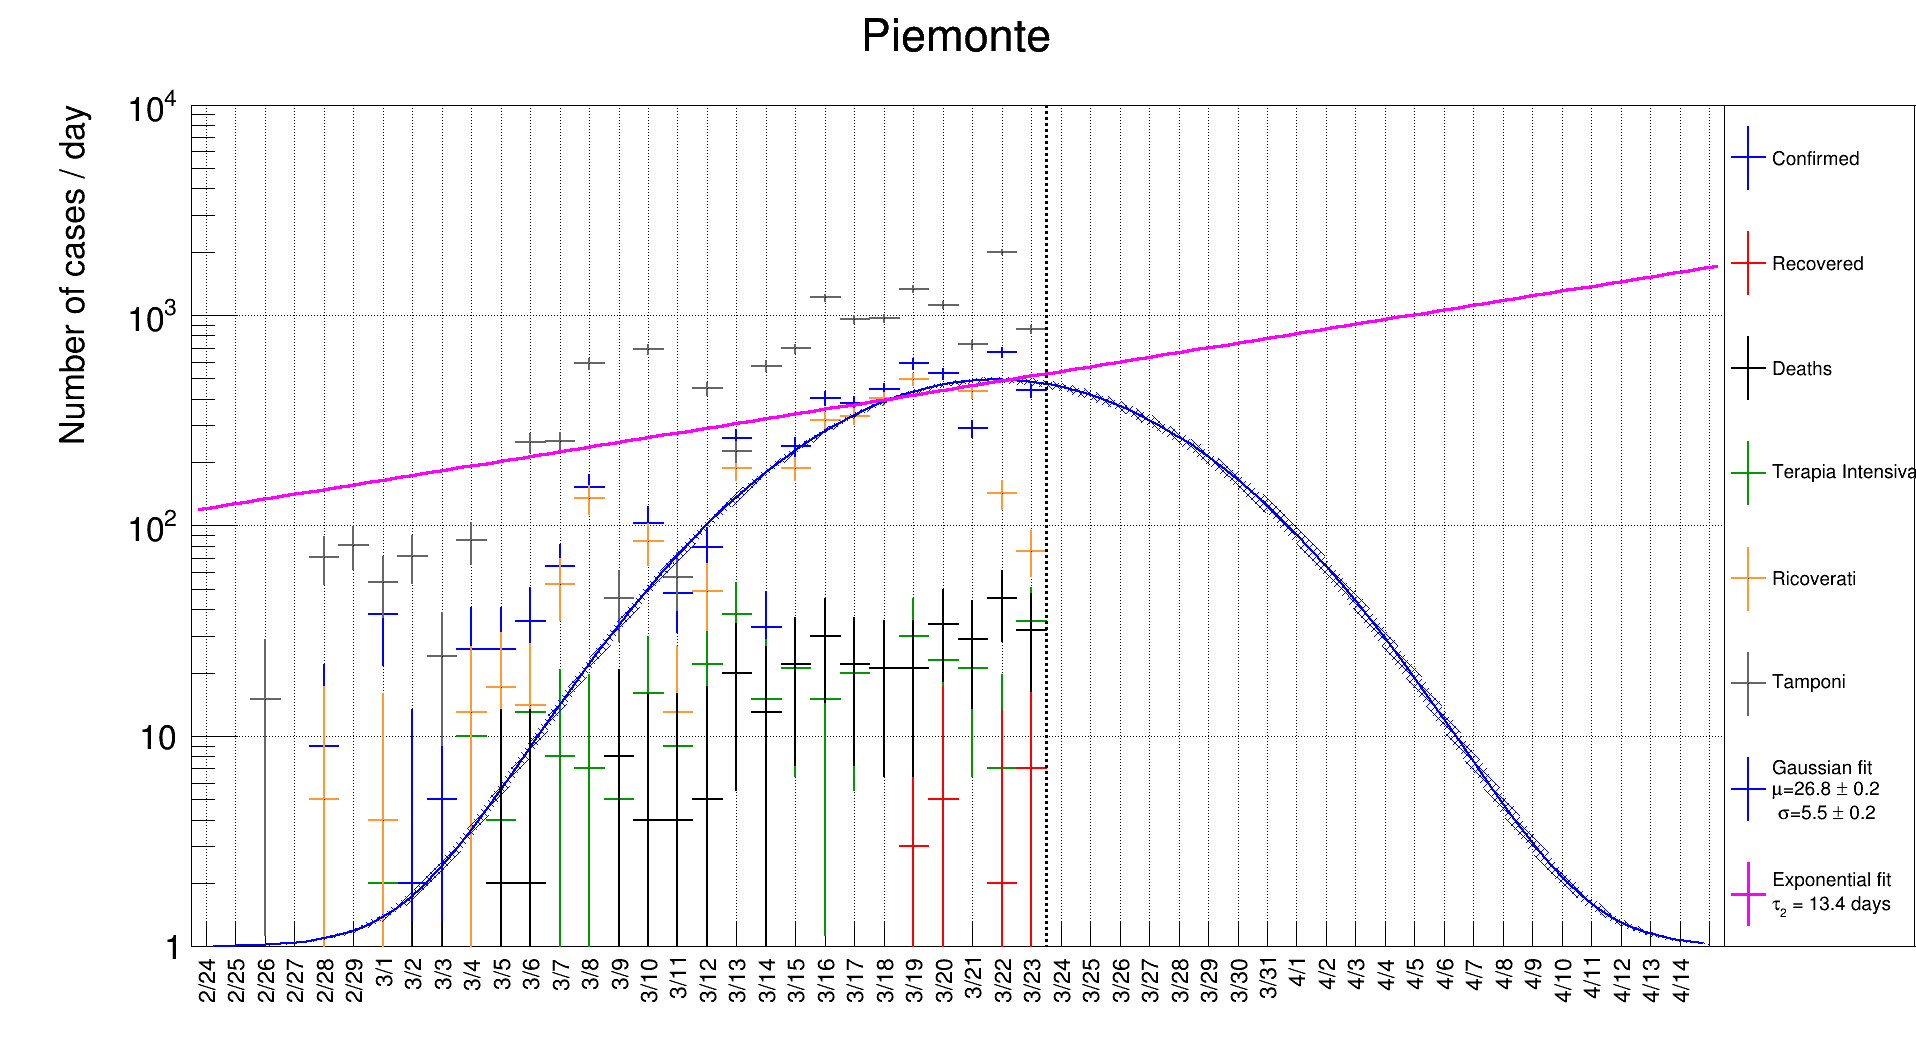 Piemonte
Number of cases / day
10⁴
10³
10²
10
1
2/24 2/25 2/26 2/27 2/28 2/29 3/1 3/2 3/3 3/4 3/5 3/6 3/7 3/8 3/9 3/10 3/11 3/12 3/13 3/14 3/15 3/16 3/17 3/18 3/19 3/20 3/21 3/22 3/23 3/24 3/25 3/26 3/27 3/28 3/29 3/30 3/31 4/1 4/2 4/3 4/4 4/5 4/6 4/7 4/8 4/9 4/10 4/11 4/12 4/13 4/14
Confirmed
Recovered
Deaths
Terapia Intensiva
Ricoverati
Tamponi
Gaussian fit
μ=26.8 ± 0.2
σ=5.5 ± 0.2
Exponential fit
τ₂ = 13.4 days